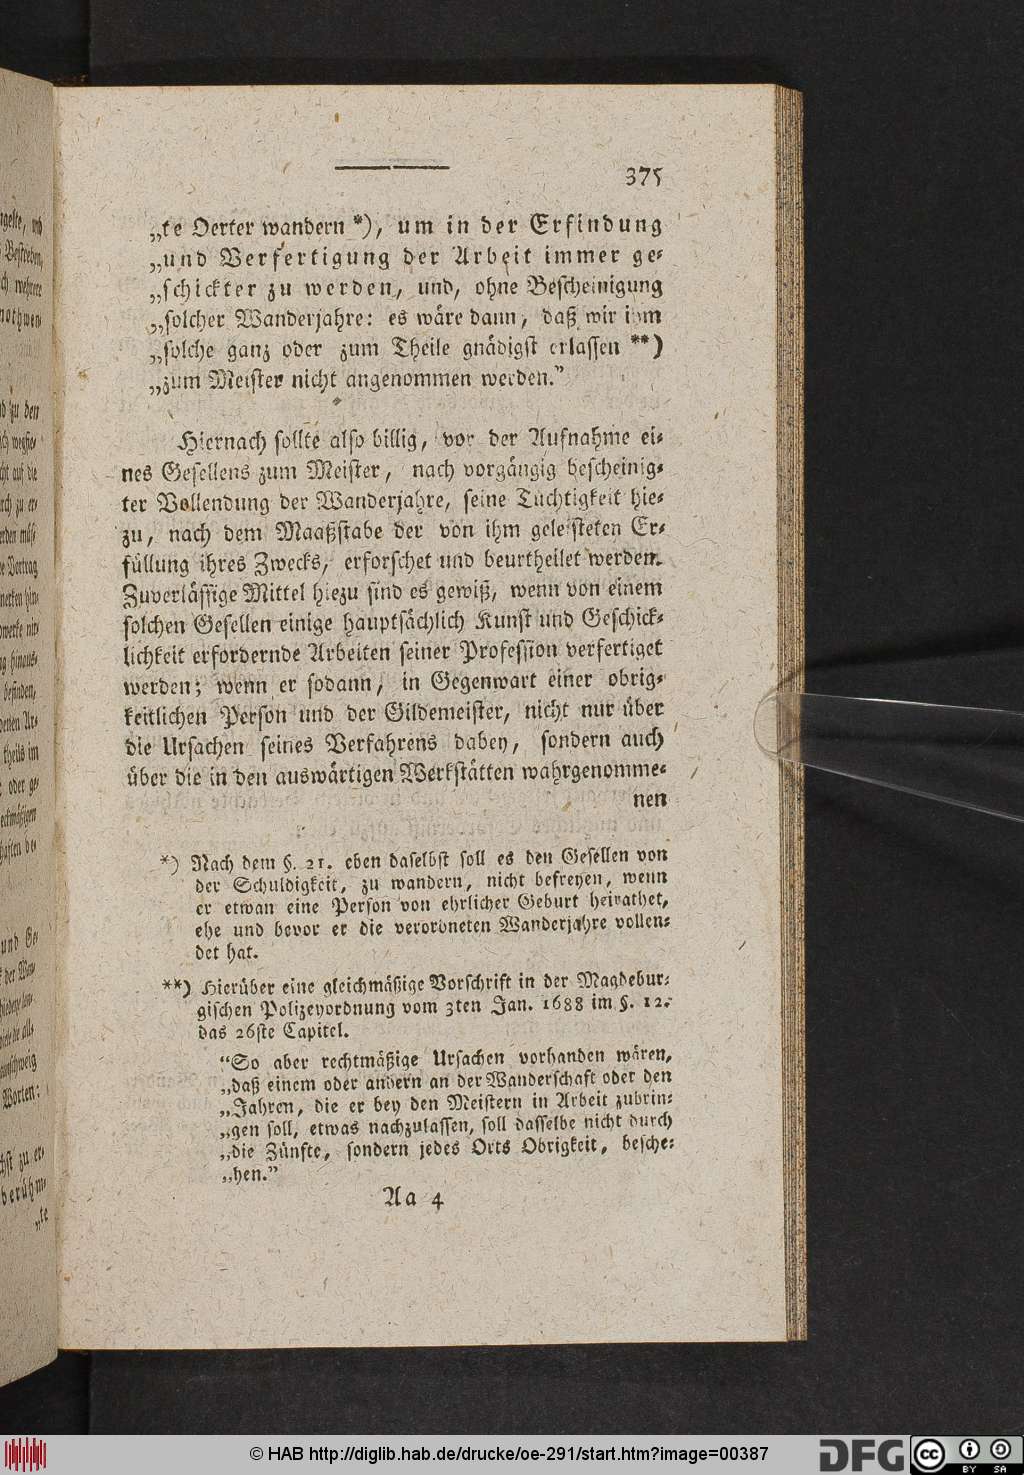 375
„te Oerter wandern *), um in der Erfindung
„und Verfertigung der Arbeit immer ge-
„schickter zu werden, und, ohne Bescheinigung
„solcher Wanderjahre: es wäre dann, daß wir ihm
„solche ganz oder zum Theile gnädigst erlassen **)
„zum Meister nicht angenommen werden.”
Hiernach sollte also billig, vor der Aufnahme ei-
nes Gesellens zum Meister, nach vorgängig bescheinig-
ter Vollendung der Wanderjahre, seine Tüchtigkeit hie-
zu, nach dem Maaßstabe der von ihm geleisteten Er-
füllung ihres Zwecks, erforschet und beurtheilet werden.
Zuverlässige Mittel hiezu sind es gewiß, wenn von einem
solchen Gesellen einige hauptsächlich Kunst und Geschick-
lichkeit erfordernde Arbeiten seiner Profession verfertiget
werden; wenn er sodann, in Gegenwart einer obrig-
keitlichen Person und der Gildemeister, nicht nur über
die Ursachen seines Verfahrens dabey, sondern auch
über die in den auswärtigen Werkstätten wahrgenomme-
nen
*) Nach dem §. 21. eben daselbst soll es den Gesellen von
der Schuldigkeit, zu wandern, nicht befreyen, wenn
er etwan eine Person von ehrlicher Geburt heirathet,
ehe und bevor er die verordneten Wanderjahre vollen-
det hat.
**) Hierüber eine gleichmäßige Vorschrift in der Magdebur-
gischen Polizeyordnung vom 3ten Jan. 1688 im §. 12.
das 26ste Capitel.
“So aber rechtmäßige Ursachen vorhanden wären,
„daß einem oder andern an der Wanderschaft oder den
„Jahren, die er bey den Meistern in Arbeit zubrin-
„gen soll, etwas nachzulassen, soll dasselbe nicht durch
„die Zünfte, sondern jedes Orts Obrigkeit, besche-
„hen.”
Aa 4
© HAB http://diglib.hab.de/drucke/oe-291/start.htm?image=00387
DFG
cc BY SA